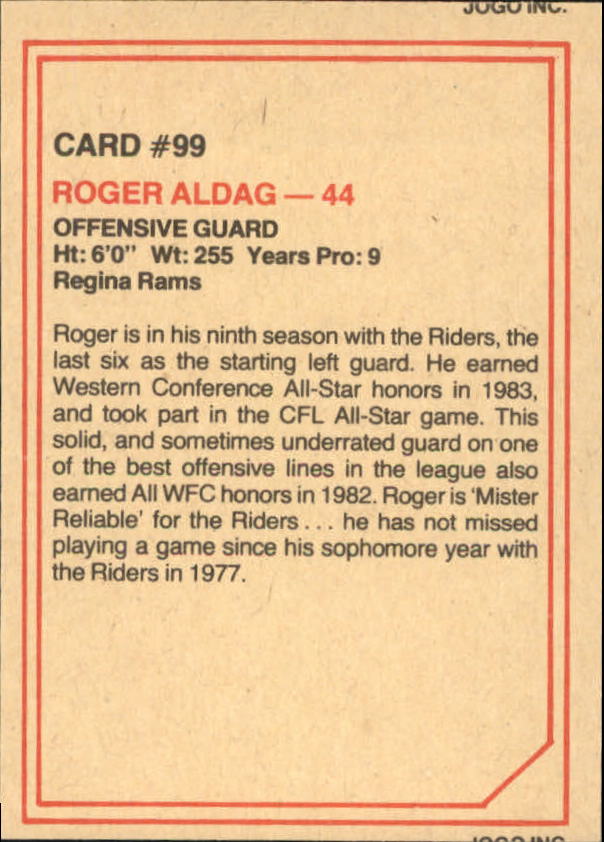 JOGO INC.
CARD #99
ROGER ALDAG — 44
OFFENSIVE GUARD
Ht: 6'0" Wt: 255 Years Pro: 9
Regina Rams
Roger is in his ninth season with the Riders, the
last six as the starting left guard. He earned
Western Conference All-Star honors in 1983,
and took part in the CFL All-Star game. This
solid, and sometimes underrated guard on one
of the best offensive lines in the league also
earned All WFC honors in 1982. Roger is 'Mister
Reliable' for the Riders . . . he has not missed
playing a game since his sophomore year with
the Riders in 1977.
JOGO INC.